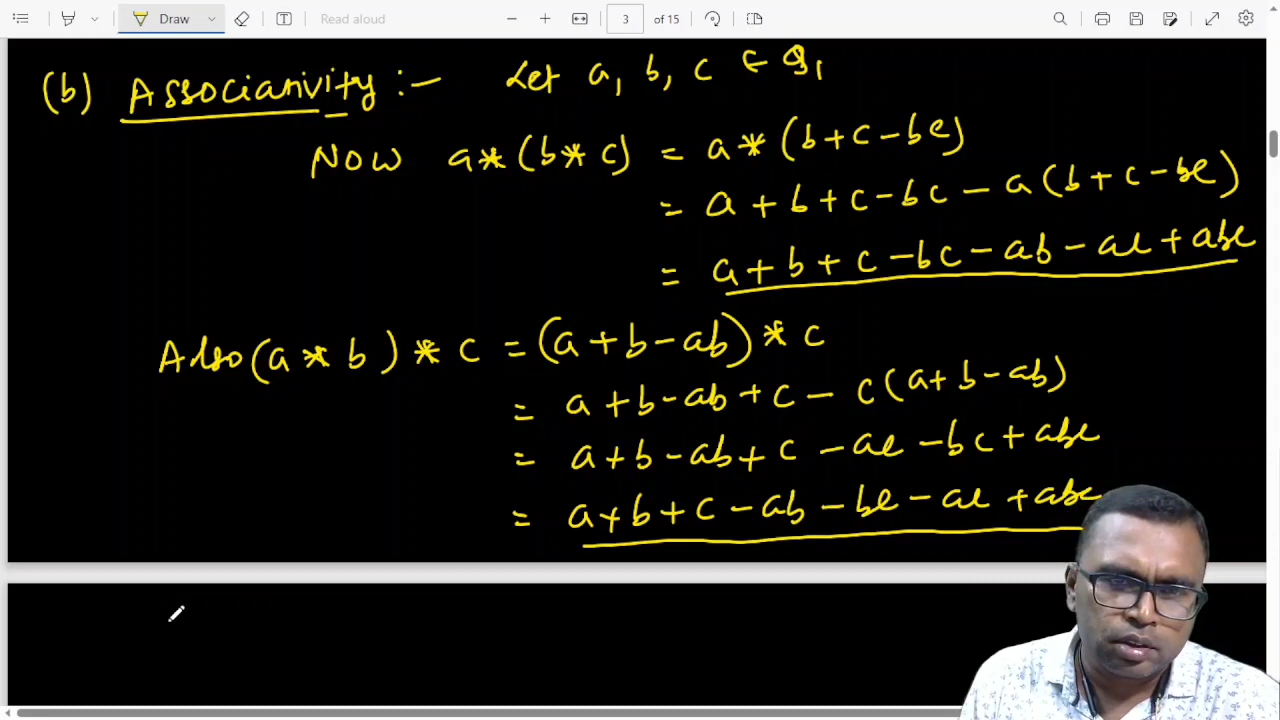 Draw Read aloud 3 of 15
(b) Associanivity :- Let a, b, c ∈ Q₁
Now a*(b*c) = a*(b+c-bc)
= a+b+c-bc-a(b+c-bc)
= a+b+c-bc-ab-ac+abc
Also (a*b)*c = (a+b-ab)*c
= a+b-ab+c-c(a+b-ab)
= a+b-ab+c-ac-bc+abc
= a+b+c-ab-bc-ac+abc